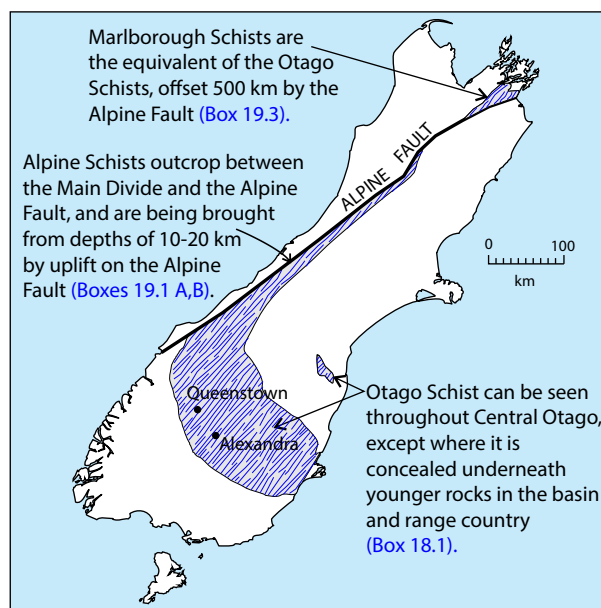 Marlborough Schists are
the equivalent of the Otago
Schists, offset 500 km by the
Alpine Fault (Box 19.3).
ALPINE FAULT
Alpine Schists outcrop between
the Main Divide and the Alpine
Fault, and are being brought
from depths of 10-20 km
by uplift on the Alpine
Fault (Boxes 19.1 A,B).
0 100
km
Queenstown
Alexandra
Otago Schist can be seen
throughout Central Otago,
except where it is
concealed underneath
younger rocks in the basin
and range country
(Box 18.1).